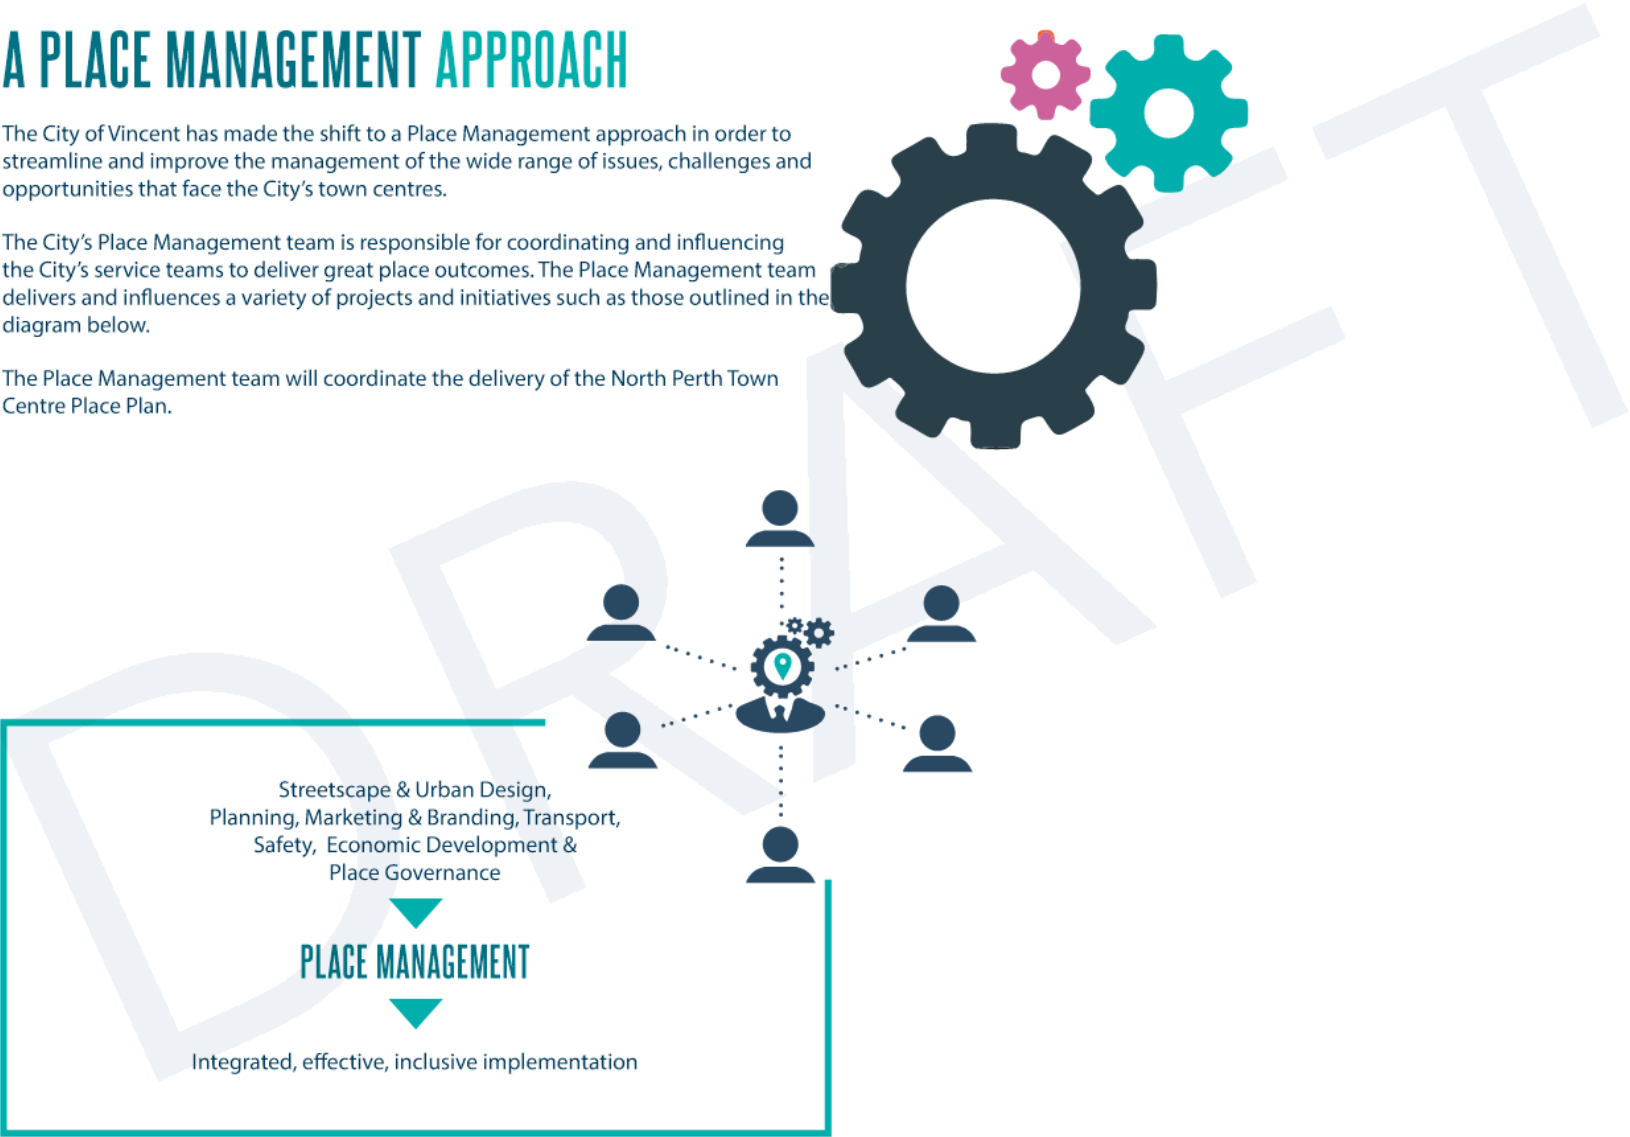 A PLACE MANAGEMENT APPROACH
The City of Vincent has made the shift to a Place Management approach in order to
streamline and improve the management of the wide range of issues, challenges and
opportunities that face the City's town centres.
The City's Place Management team is responsible for coordinating and influencing
the City's service teams to deliver great place outcomes. The Place Management team
delivers and influences a variety of projects and initiatives such as those outlined in the
diagram below.
The Place Management team will coordinate the delivery of the North Perth Town
Centre Place Plan.
Streetscape & Urban Design,
Planning, Marketing & Branding, Transport,
Safety, Economic Development &
Place Governance
PLACE MANAGEMENT
Integrated, effective, inclusive implementation
DRAFT